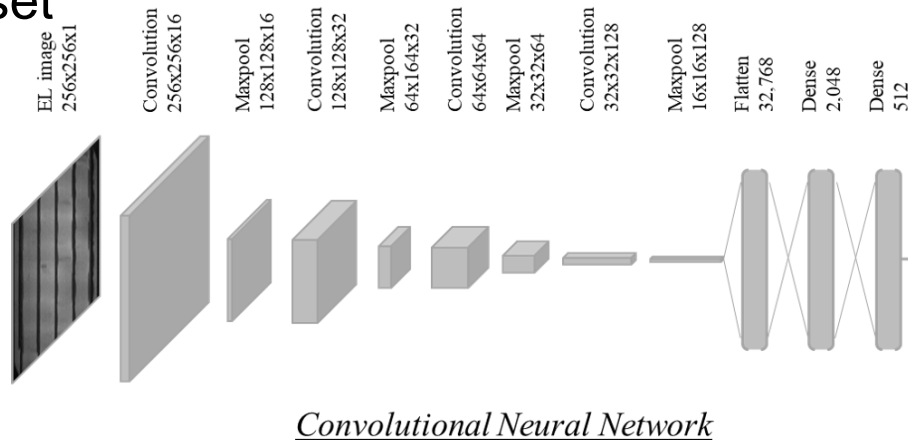 set
EL image
256x256x1
Convolution
256x256x16
Maxpool
128x128x16
Convolution
128x128x32
Maxpool
64x164x32
Convolution
64x64x64
Maxpool
32x32x64
Convolution
32x32x128
Maxpool
16x16x128
Flatten
32,768
Dense
2,048
Dense
512
Convolutional Neural Network